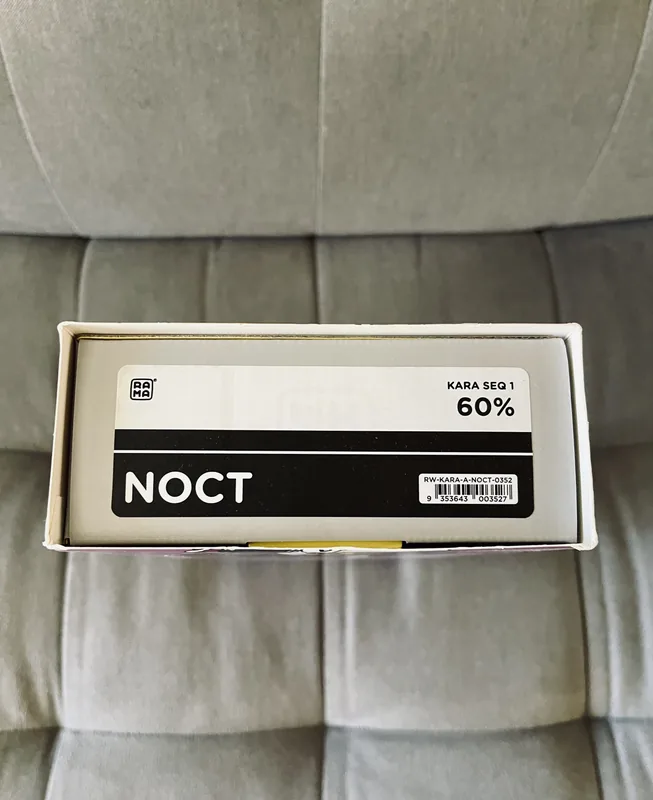 RA
MA®
KARA SEQ 1
60%
NOCT
RW-KARA-A-NOCT-0352
9 353643 003527